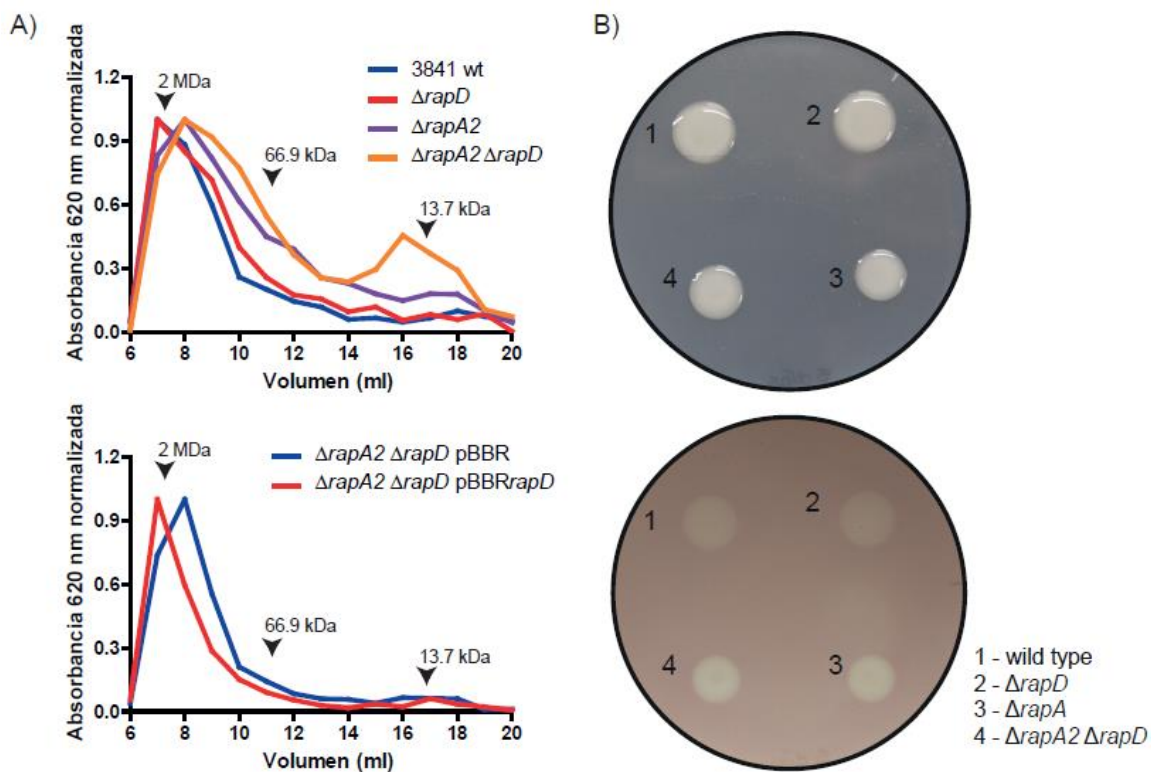 A)
3841 wt
ΔrapD
ΔrapA2
ΔrapA2 ΔrapD
2 MDa
66.9 kDa
13.7 kDa
Absorbancia 620 nm normalizada
1.2
0.9
0.6
0.3
0.0
6 8 10 12 14 16 18 20
Volumen (ml)
ΔrapA2 ΔrapD pBBR
ΔrapA2 ΔrapD pBBRrapD
2 MDa
66.9 kDa
13.7 kDa
Absorbancia 620 nm normalizada
1.2
0.9
0.6
0.3
0.0
6 8 10 12 14 16 18 20
Volumen (ml)
B)
1 2
4 3
1 2
4 3
1 - wild type
2 - ΔrapD
3 - ΔrapA
4 - ΔrapA2 ΔrapD